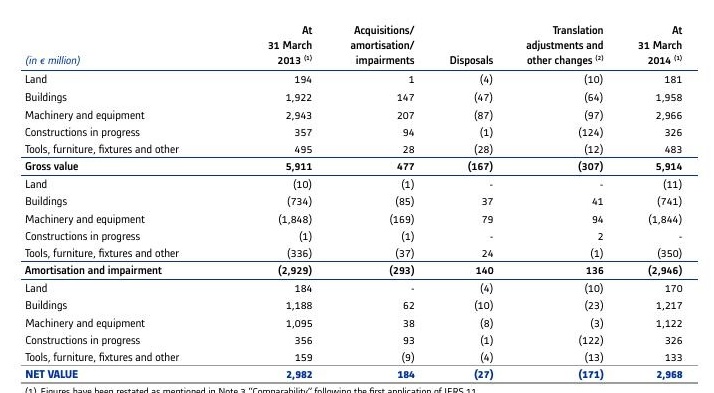 At Acquisitions/ Translation At
31 March amortisation/ adjustments and 31 March
(in € million) 2013 (1) impairments Disposals other changes (2) 2014 (1)
Land 194 1 (4) (10) 181
Buildings 1,922 147 (47) (64) 1,958
Machinery and equipment 2,943 207 (87) (97) 2,966
Constructions in progress 357 94 (1) (124) 326
Tools, furniture, fixtures and other 495 28 (28) (12) 483
Gross value 5,911 477 (167) (307) 5,914
Land (10) (1) - - (11)
Buildings (734) (85) 37 41 (741)
Machinery and equipment (1,848) (169) 79 94 (1,844)
Constructions in progress (1) (1) - 2 -
Tools, furniture, fixtures and other (336) (37) 24 (1) (350)
Amortisation and impairment (2,929) (293) 140 136 (2,946)
Land 184 - (4) (10) 170
Buildings 1,188 62 (10) (23) 1,217
Machinery and equipment 1,095 38 (8) (3) 1,122
Constructions in progress 356 93 (1) (122) 326
Tools, furniture, fixtures and other 159 (9) (4) (13) 133
NET VALUE 2,982 184 (27) (171) 2,968
(1) Figures have been restated as mentioned in Note 3 "Comparability" following the first application of IFRS 11